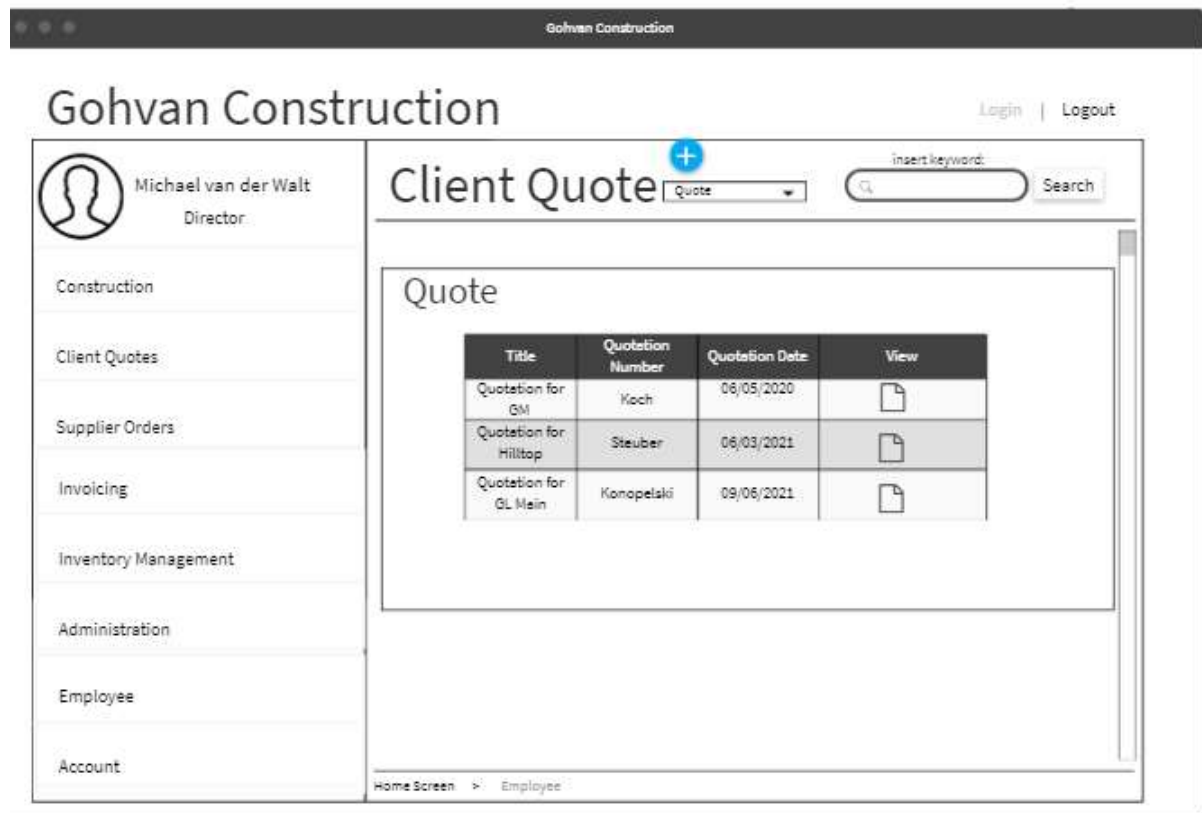 Gohvan Construction
Gohvan Construction
Login | Logout
Michael van der Walt
Director
Construction
Client Quotes
Supplier Orders
Invoicing
Inventory Management
Administration
Employee
Account
Client Quote
Quote
insert keyword:
Search
Quote
Title
Quotation
Number
Quotation Date
View
Quotation for
GM
Koch
06/05/2020
Quotation for
Hilltop
Steuber
06/03/2021
Quotation for
GL Main
Konopelski
09/06/2021
Home Screen > Employee